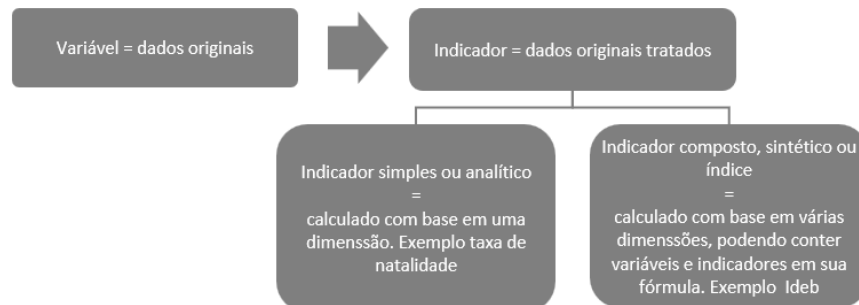 Variável = dados originais
Indicador = dados originais tratados
Indicador simples ou analítico
=
calculado com base em uma
dimenssão. Exemplo taxa de
natalidade
Indicador composto, sintético ou
índice
=
calculado com base em várias
dimenssões, podendo conter
variáveis e indicadores em sua
fórmula. Exemplo Ideb